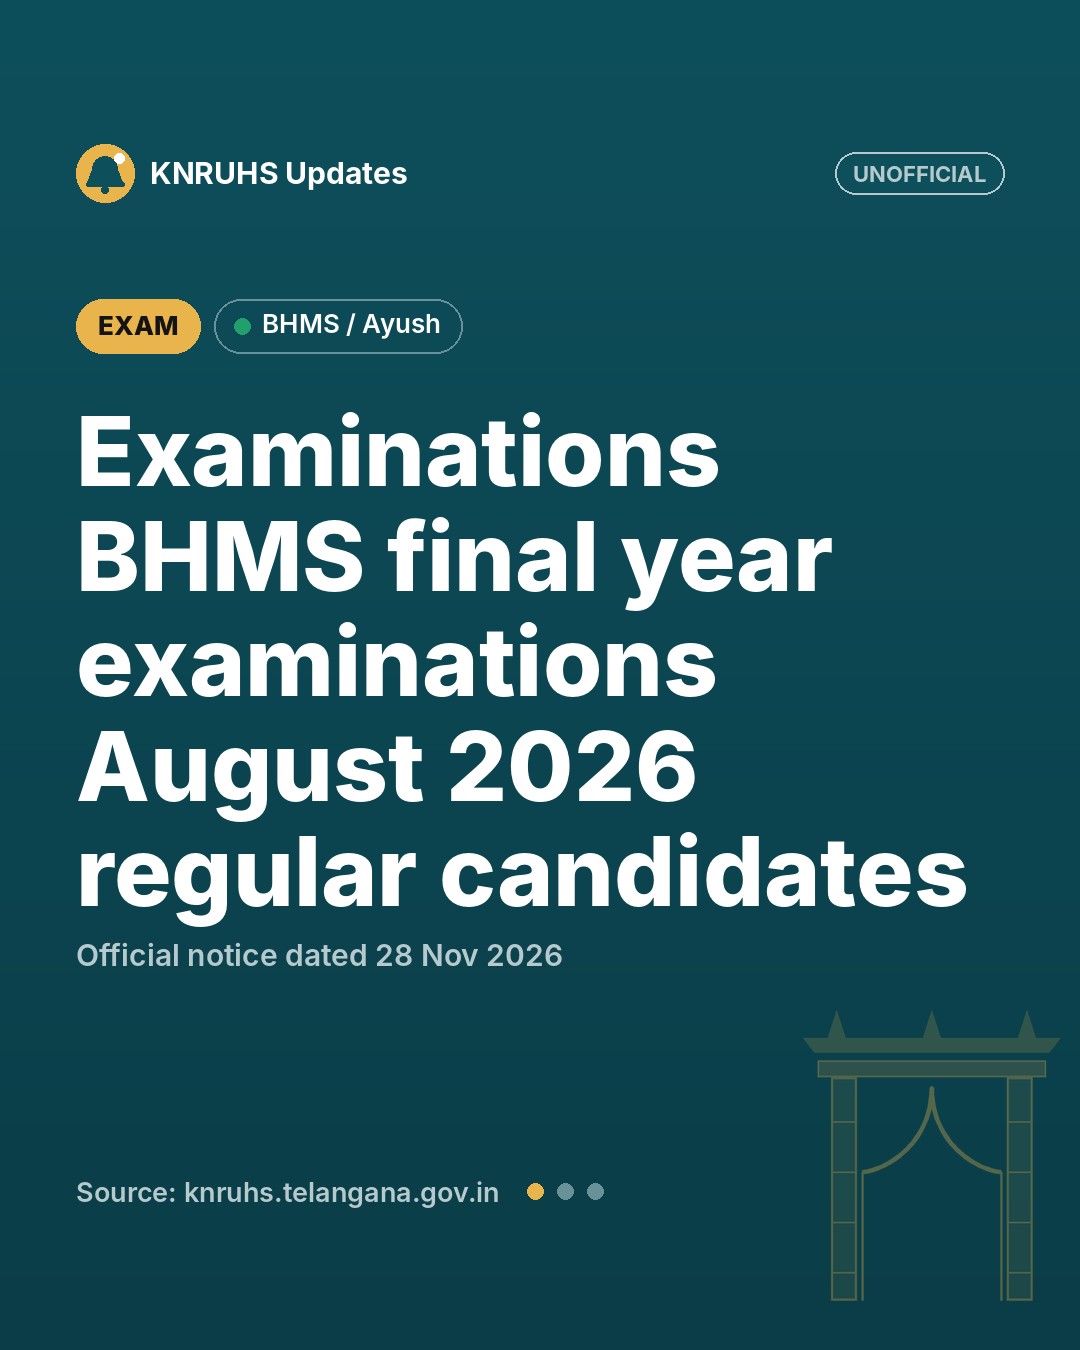 KNRUHS Updates
UNOFFICIAL
EXAM
BHMS / Ayush
Examinations
BHMS final year
examinations
August 2026
regular candidates
Official notice dated 28 Nov 2026
Source: knruhs.telangana.gov.in